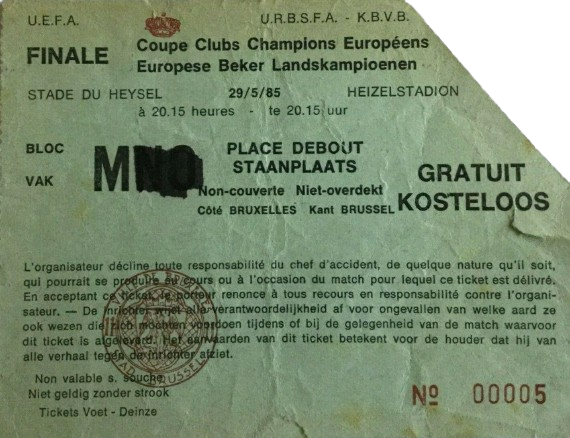 U.E.F.A. U.R.B.S.F.A. - K.B.V.B.
FINALE
Coupe Clubs Champions Européens
Europese Beker Landskampioenen
STADE DU HEYSEL 29/5/85 HEIZELSTADION
à 20.15 heures - te 20.15 uur
BLOC
VAK
MNO
PLACE DEBOUT
STAANPLAATS
Non-couverte Niet-overdekt
Côté BRUXELLES Kant BRUSSEL
GRATUIT
KOSTELOOS
L'organisateur décline toute responsabilité du chef d'accident, de quelque nature qu'il soit,
qui pourrait se produire au cours ou à l'occasion du match pour lequel ce ticket est délivré.
En acceptant ce ticket, le porteur renonce à tous recours en responsabilité contre l'organi-
sateur. — De inrichter wijst alle verantwoordelijkheid af voor ongevallen van welke aard ze
ook wezen die zich mochten voordoen tijdens of bij de gelegenheid van de match waarvoor
dit ticket is afgeleverd. Het aanvaarden van dit ticket betekent voor de houder dat hij van
alle verhaal tegen de inrichter afziet.
Non valable s. souche
Niet geldig zonder strook
Tickets Voet - Deinze
Nº 00005